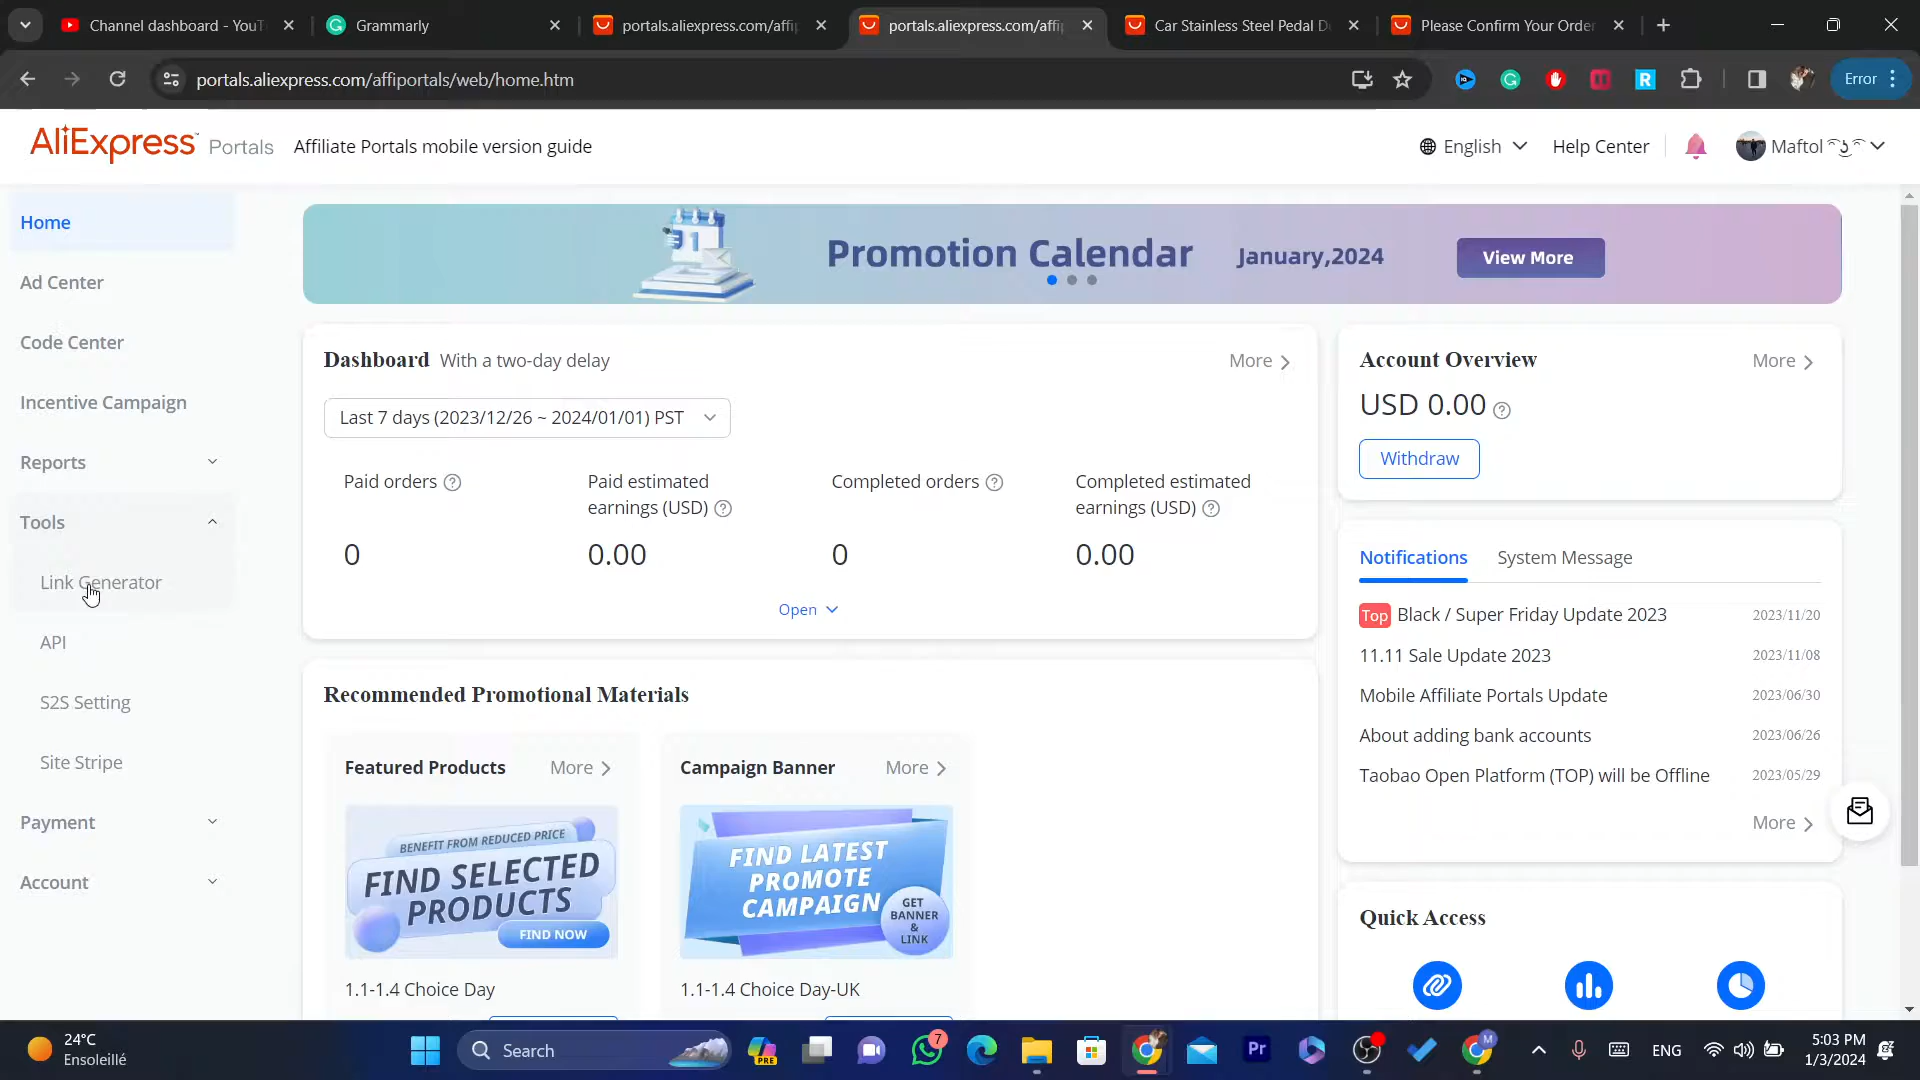 Channel dashboard - YouT
Grammarly
portals.aliexpress.com/affi
portals.aliexpress.com/affi
Car Stainless Steel Pedal D
Please Confirm Your Order
portals.aliexpress.com/affiportals/web/home.htm
Error
AliExpress Portals
Affiliate Portals mobile version guide
English
Help Center
Maftol ͡° ͜ʖ ͡°
Home
Ad Center
Code Center
Incentive Campaign
Reports
Tools
Link Generator
API
S2S Setting
Site Stripe
Payment
Account
Promotion Calendar
January,2024
View More
Dashboard With a two-day delay
More
Last 7 days (2023/12/26 ~ 2024/01/01) PST
Paid orders
0
Paid estimated
earnings (USD)
0.00
Completed orders
0
Completed estimated
earnings (USD)
0.00
Open
Recommended Promotional Materials
Featured Products
More
BENEFIT FROM REDUCED PRICE
FIND SELECTED
PRODUCTS
FIND NOW
1.1-1.4 Choice Day
Campaign Banner
More
FIND LATEST
PROMOTE
CAMPAIGN
GET
BANNER
&
LINK
1.1-1.4 Choice Day-UK
Account Overview
More
USD 0.00
Withdraw
Notifications
System Message
Top Black / Super Friday Update 2023 2023/11/20
11.11 Sale Update 2023 2023/11/08
Mobile Affiliate Portals Update 2023/06/30
About adding bank accounts 2023/06/26
Taobao Open Platform (TOP) will be Offline 2023/05/29
More
Quick Access
24°C
Ensoleillé
Search
PRE
7
Pr
M
ENG
5:03 PM
1/3/2024